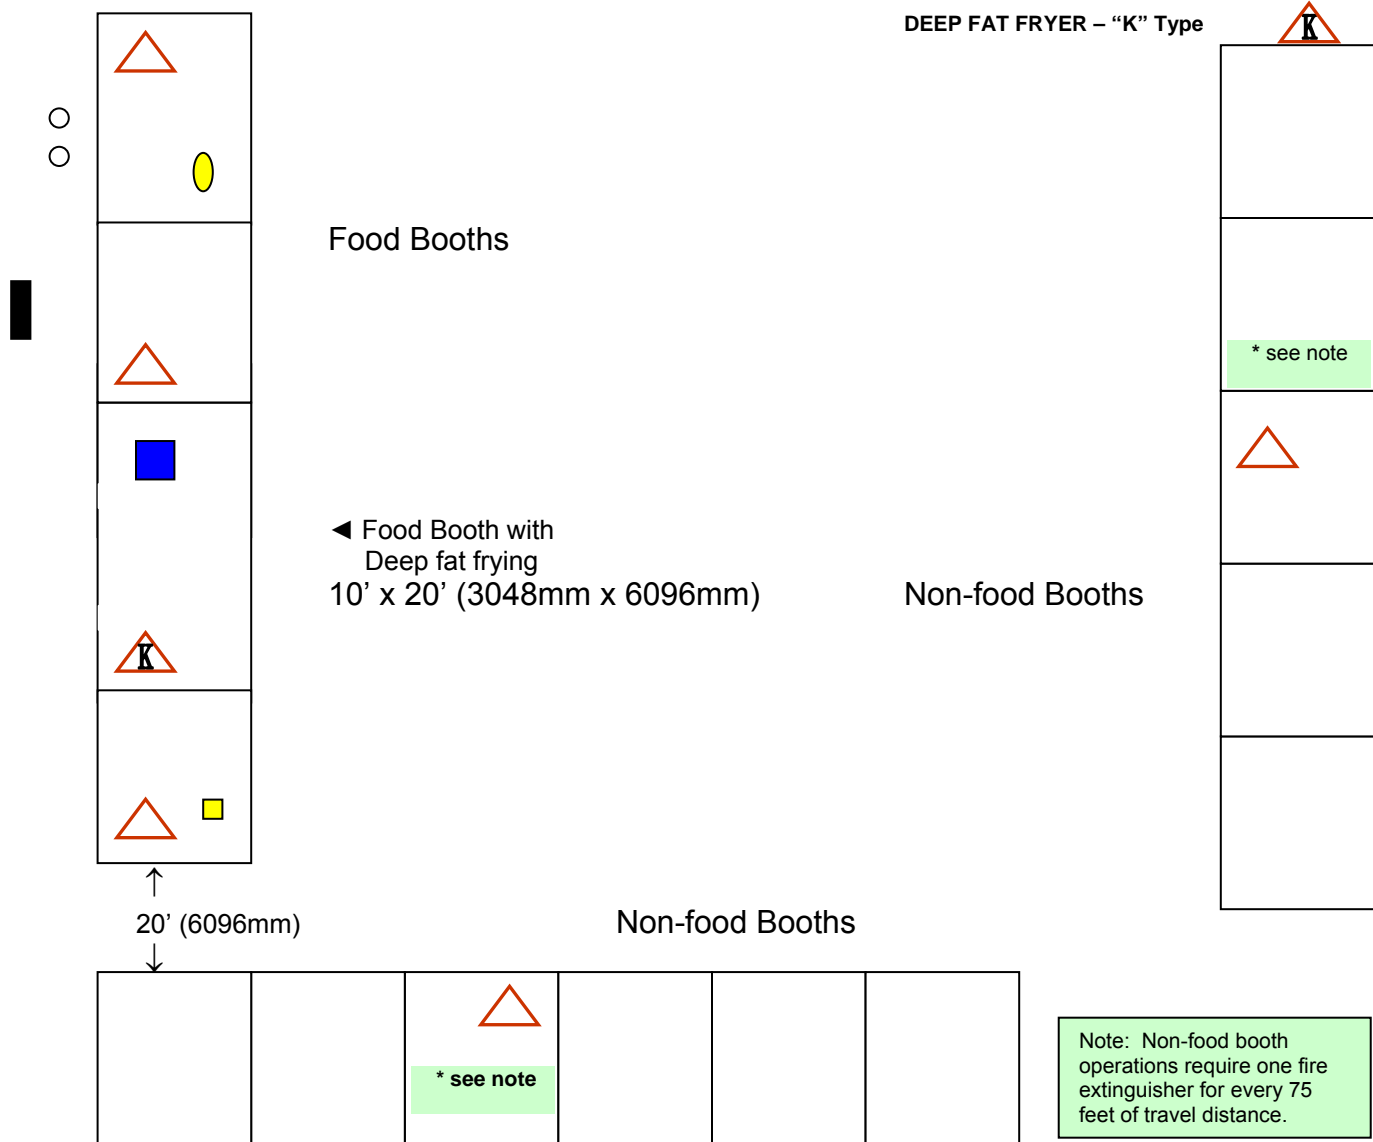 DEEP FAT FRYER – “K” Type
K
Food Booths
* see note
◄ Food Booth with
Deep fat frying
10’ x 20’ (3048mm x 6096mm)
Non-food Booths
K
20’ (6096mm)
Non-food Booths
* see note
Note: Non-food booth
operations require one fire
extinguisher for every 75
feet of travel distance.